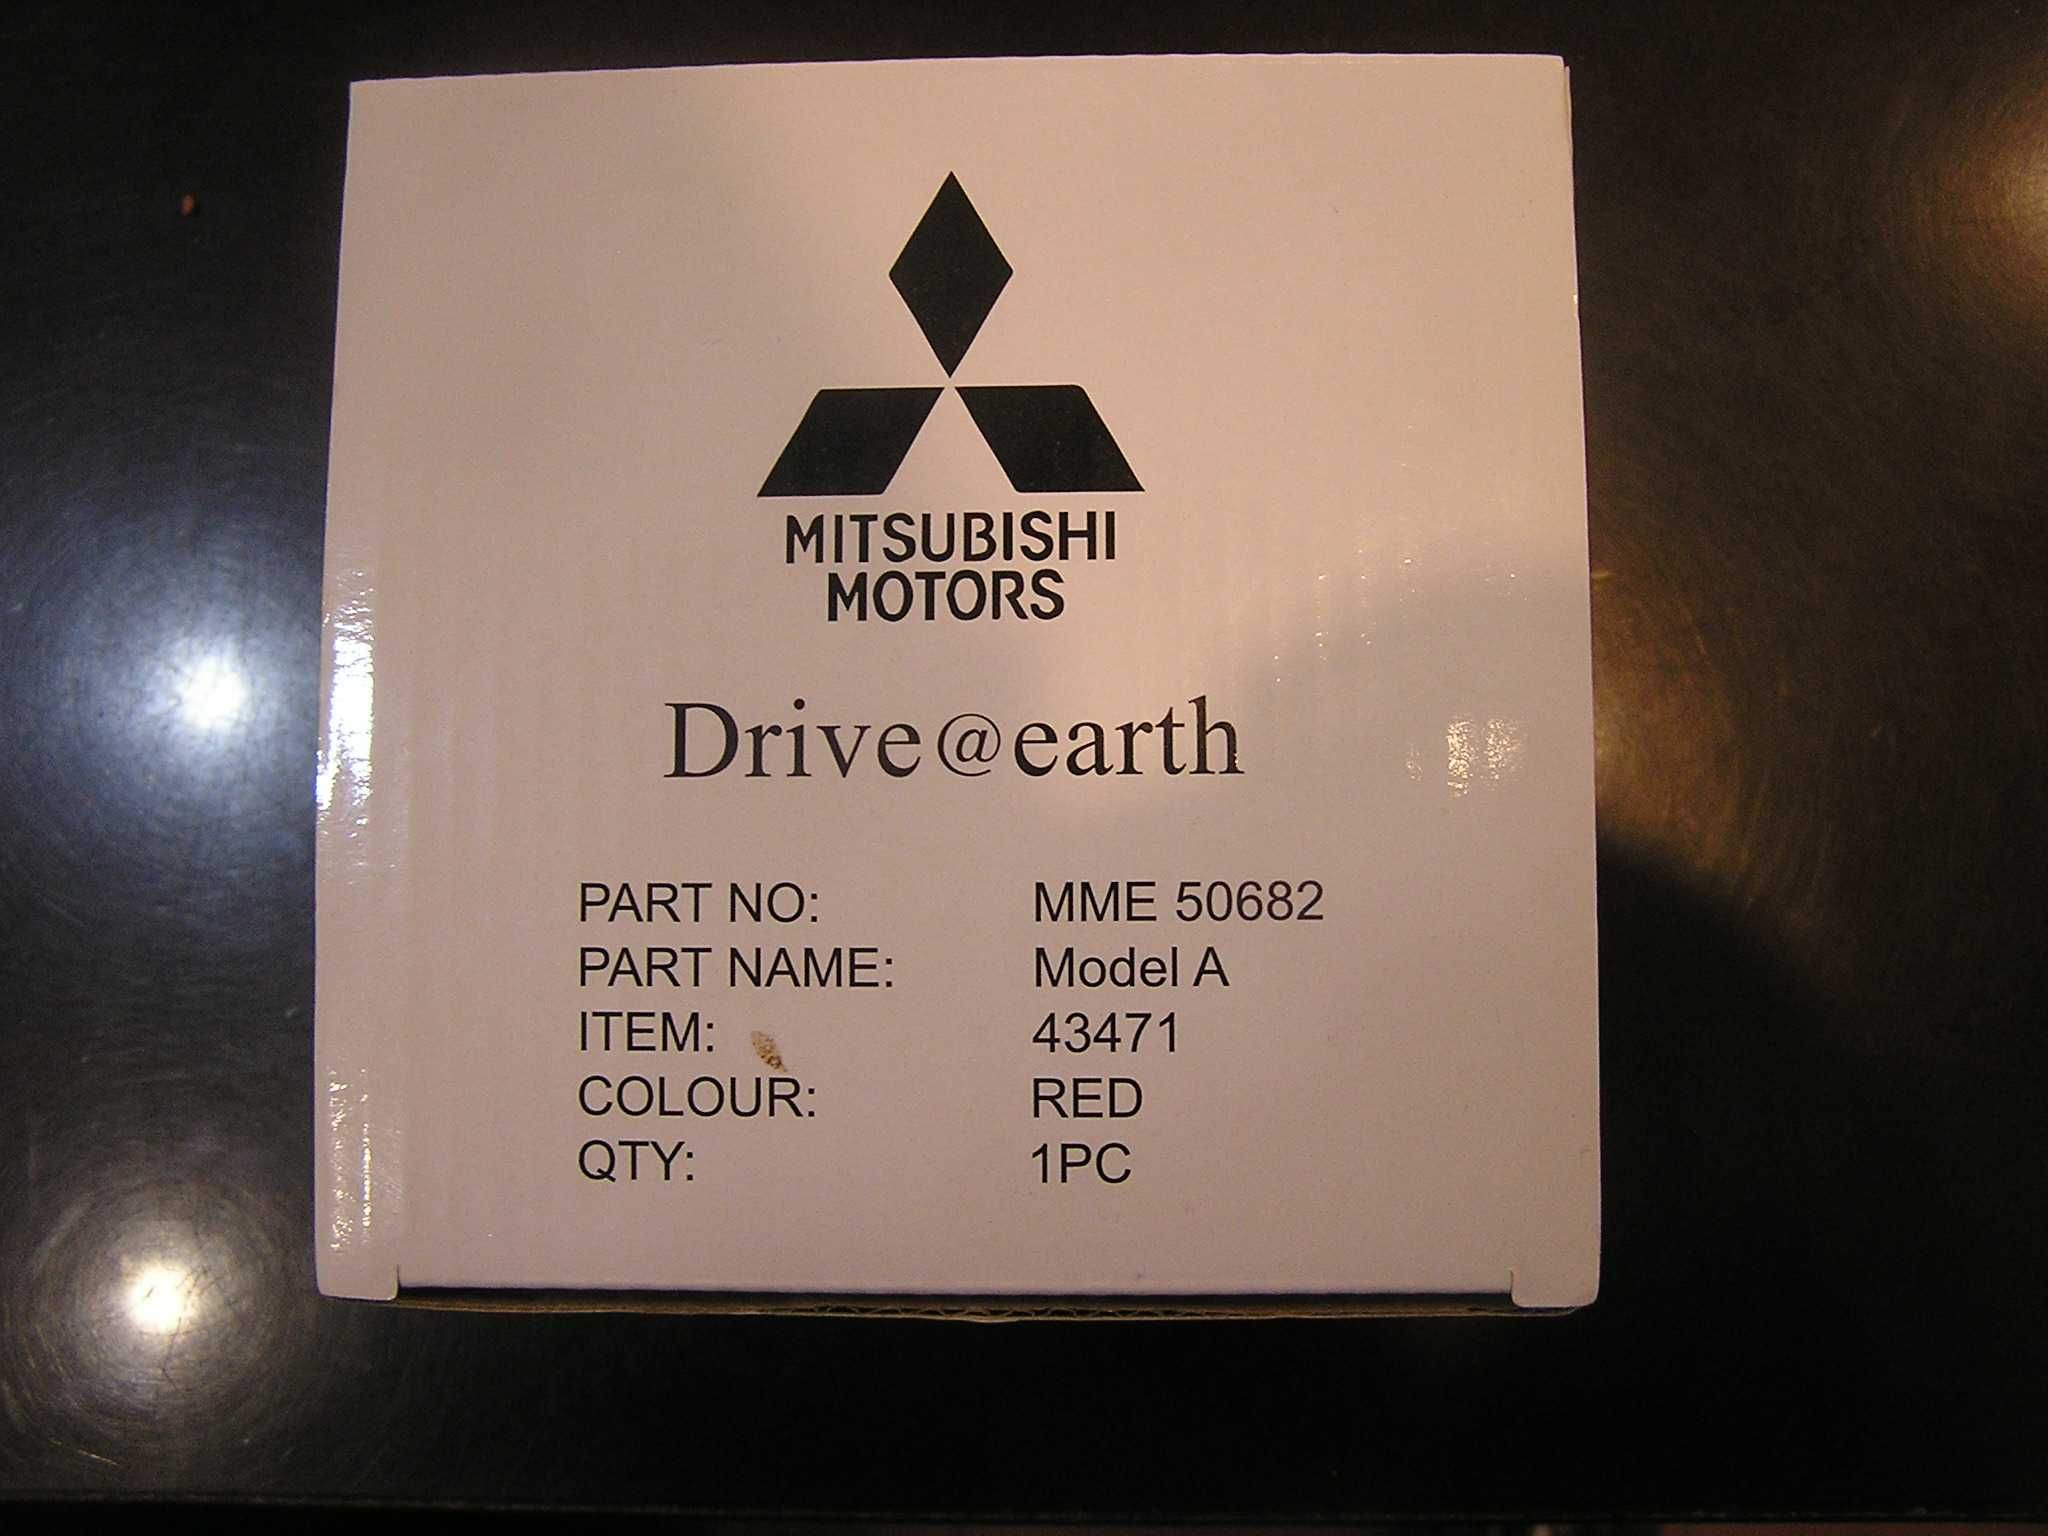 MITSUBISHI
MOTORS
Drive@earth
PART NO: MME 50682
PART NAME: Model A
ITEM: 43471
COLOUR: RED
QTY: 1PC